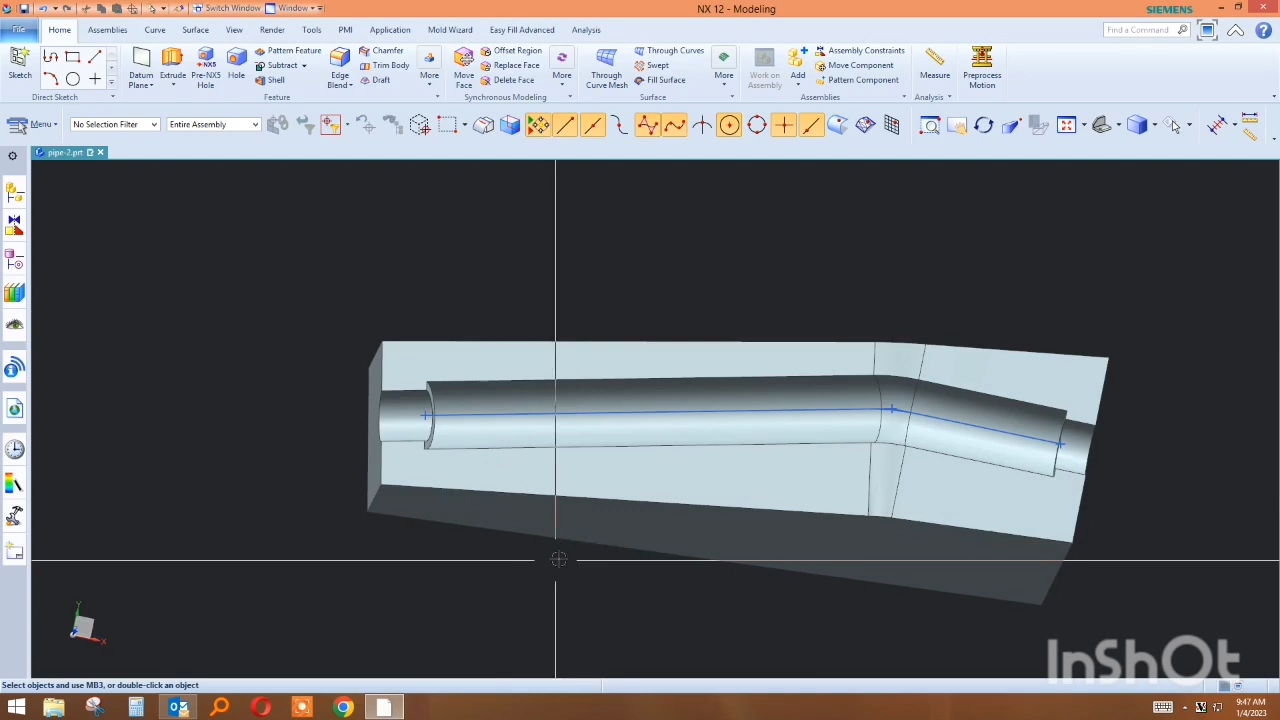 Switch Window Window NX 12 - Modeling SIEMENS
File Home Assemblies Curve Surface View Render Tools PMI Application Mold Wizard Easy Fill Advanced Analysis Find a Command
Sketch Datum Plane Extrude Pre-NX5 Hole Hole Pattern Feature Subtract Shell Edge Blend Chamfer Trim Body Draft More Move Face Offset Region Replace Face Delete Face More Through Curve Mesh Through Curves Swept Fill Surface More Work on Assembly Add Assembly Constraints Move Component Pattern Component Measure Preprocess Motion
Direct Sketch Feature Synchronous Modeling Surface Assemblies Analysis
Menu No Selection Filter Entire Assembly
pipe-2.prt
Y
X
InShOt
Select objects and use MB3, or double-click an object
9:47 AM
1/4/2023